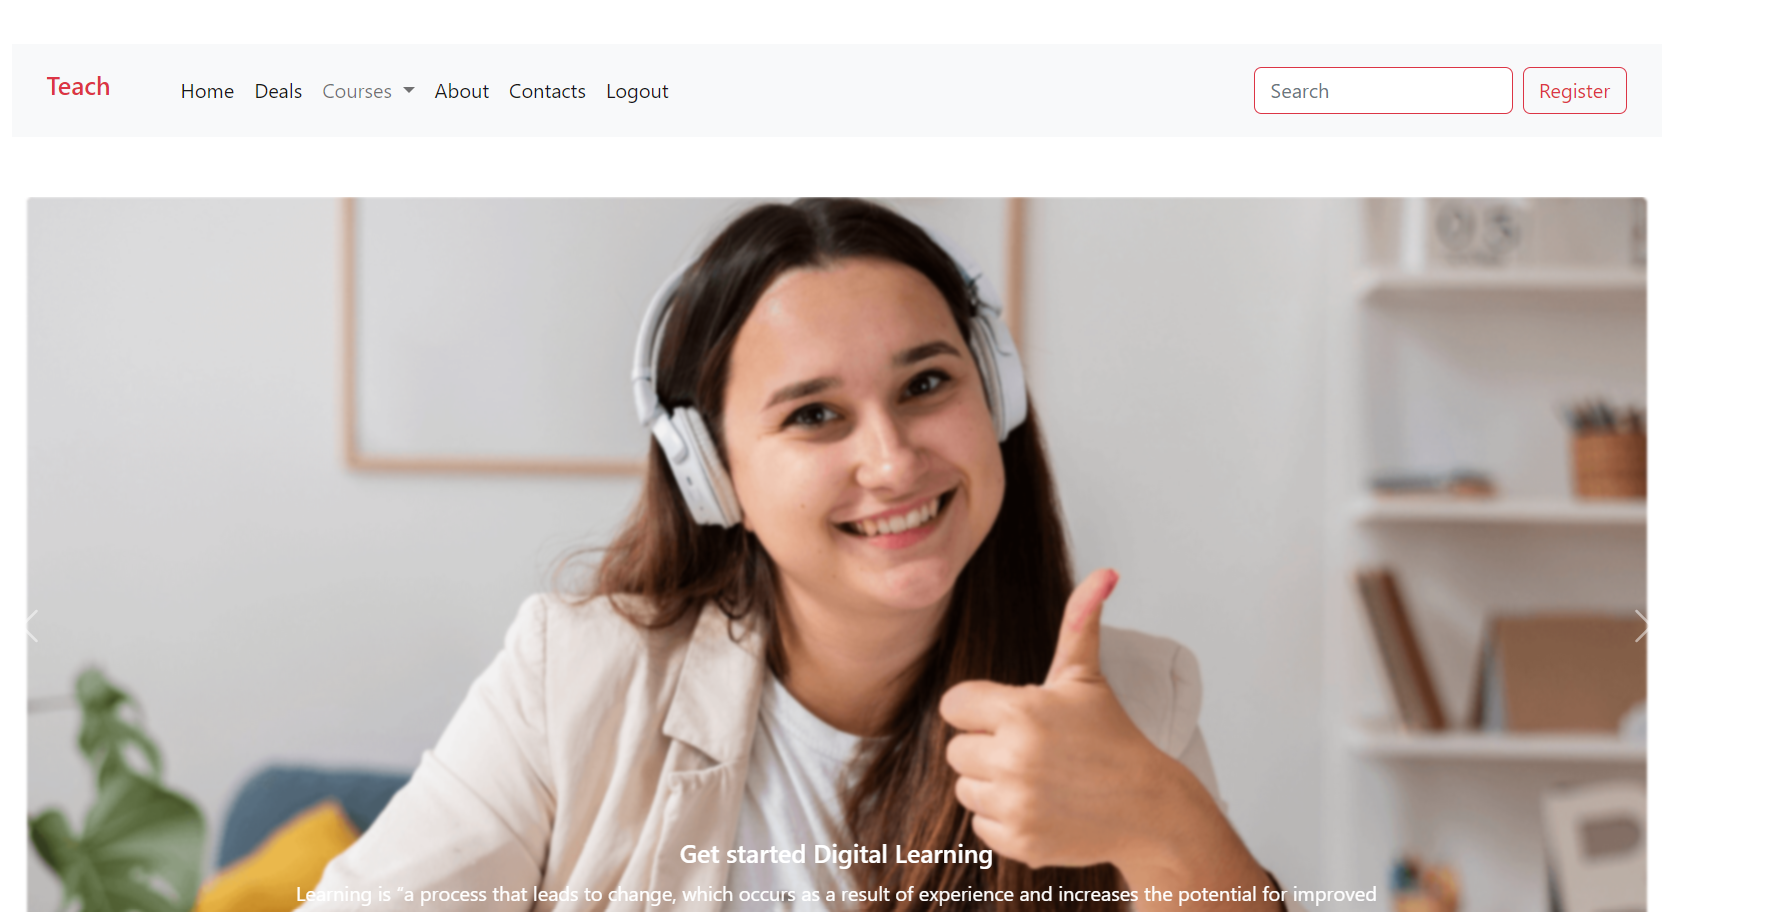 Teach
Home Deals Courses About Contacts Logout
Search
Register
03
Get started Digital Learning
Learning is “a process that leads to change, which occurs as a result of experience and increases the potential for improved